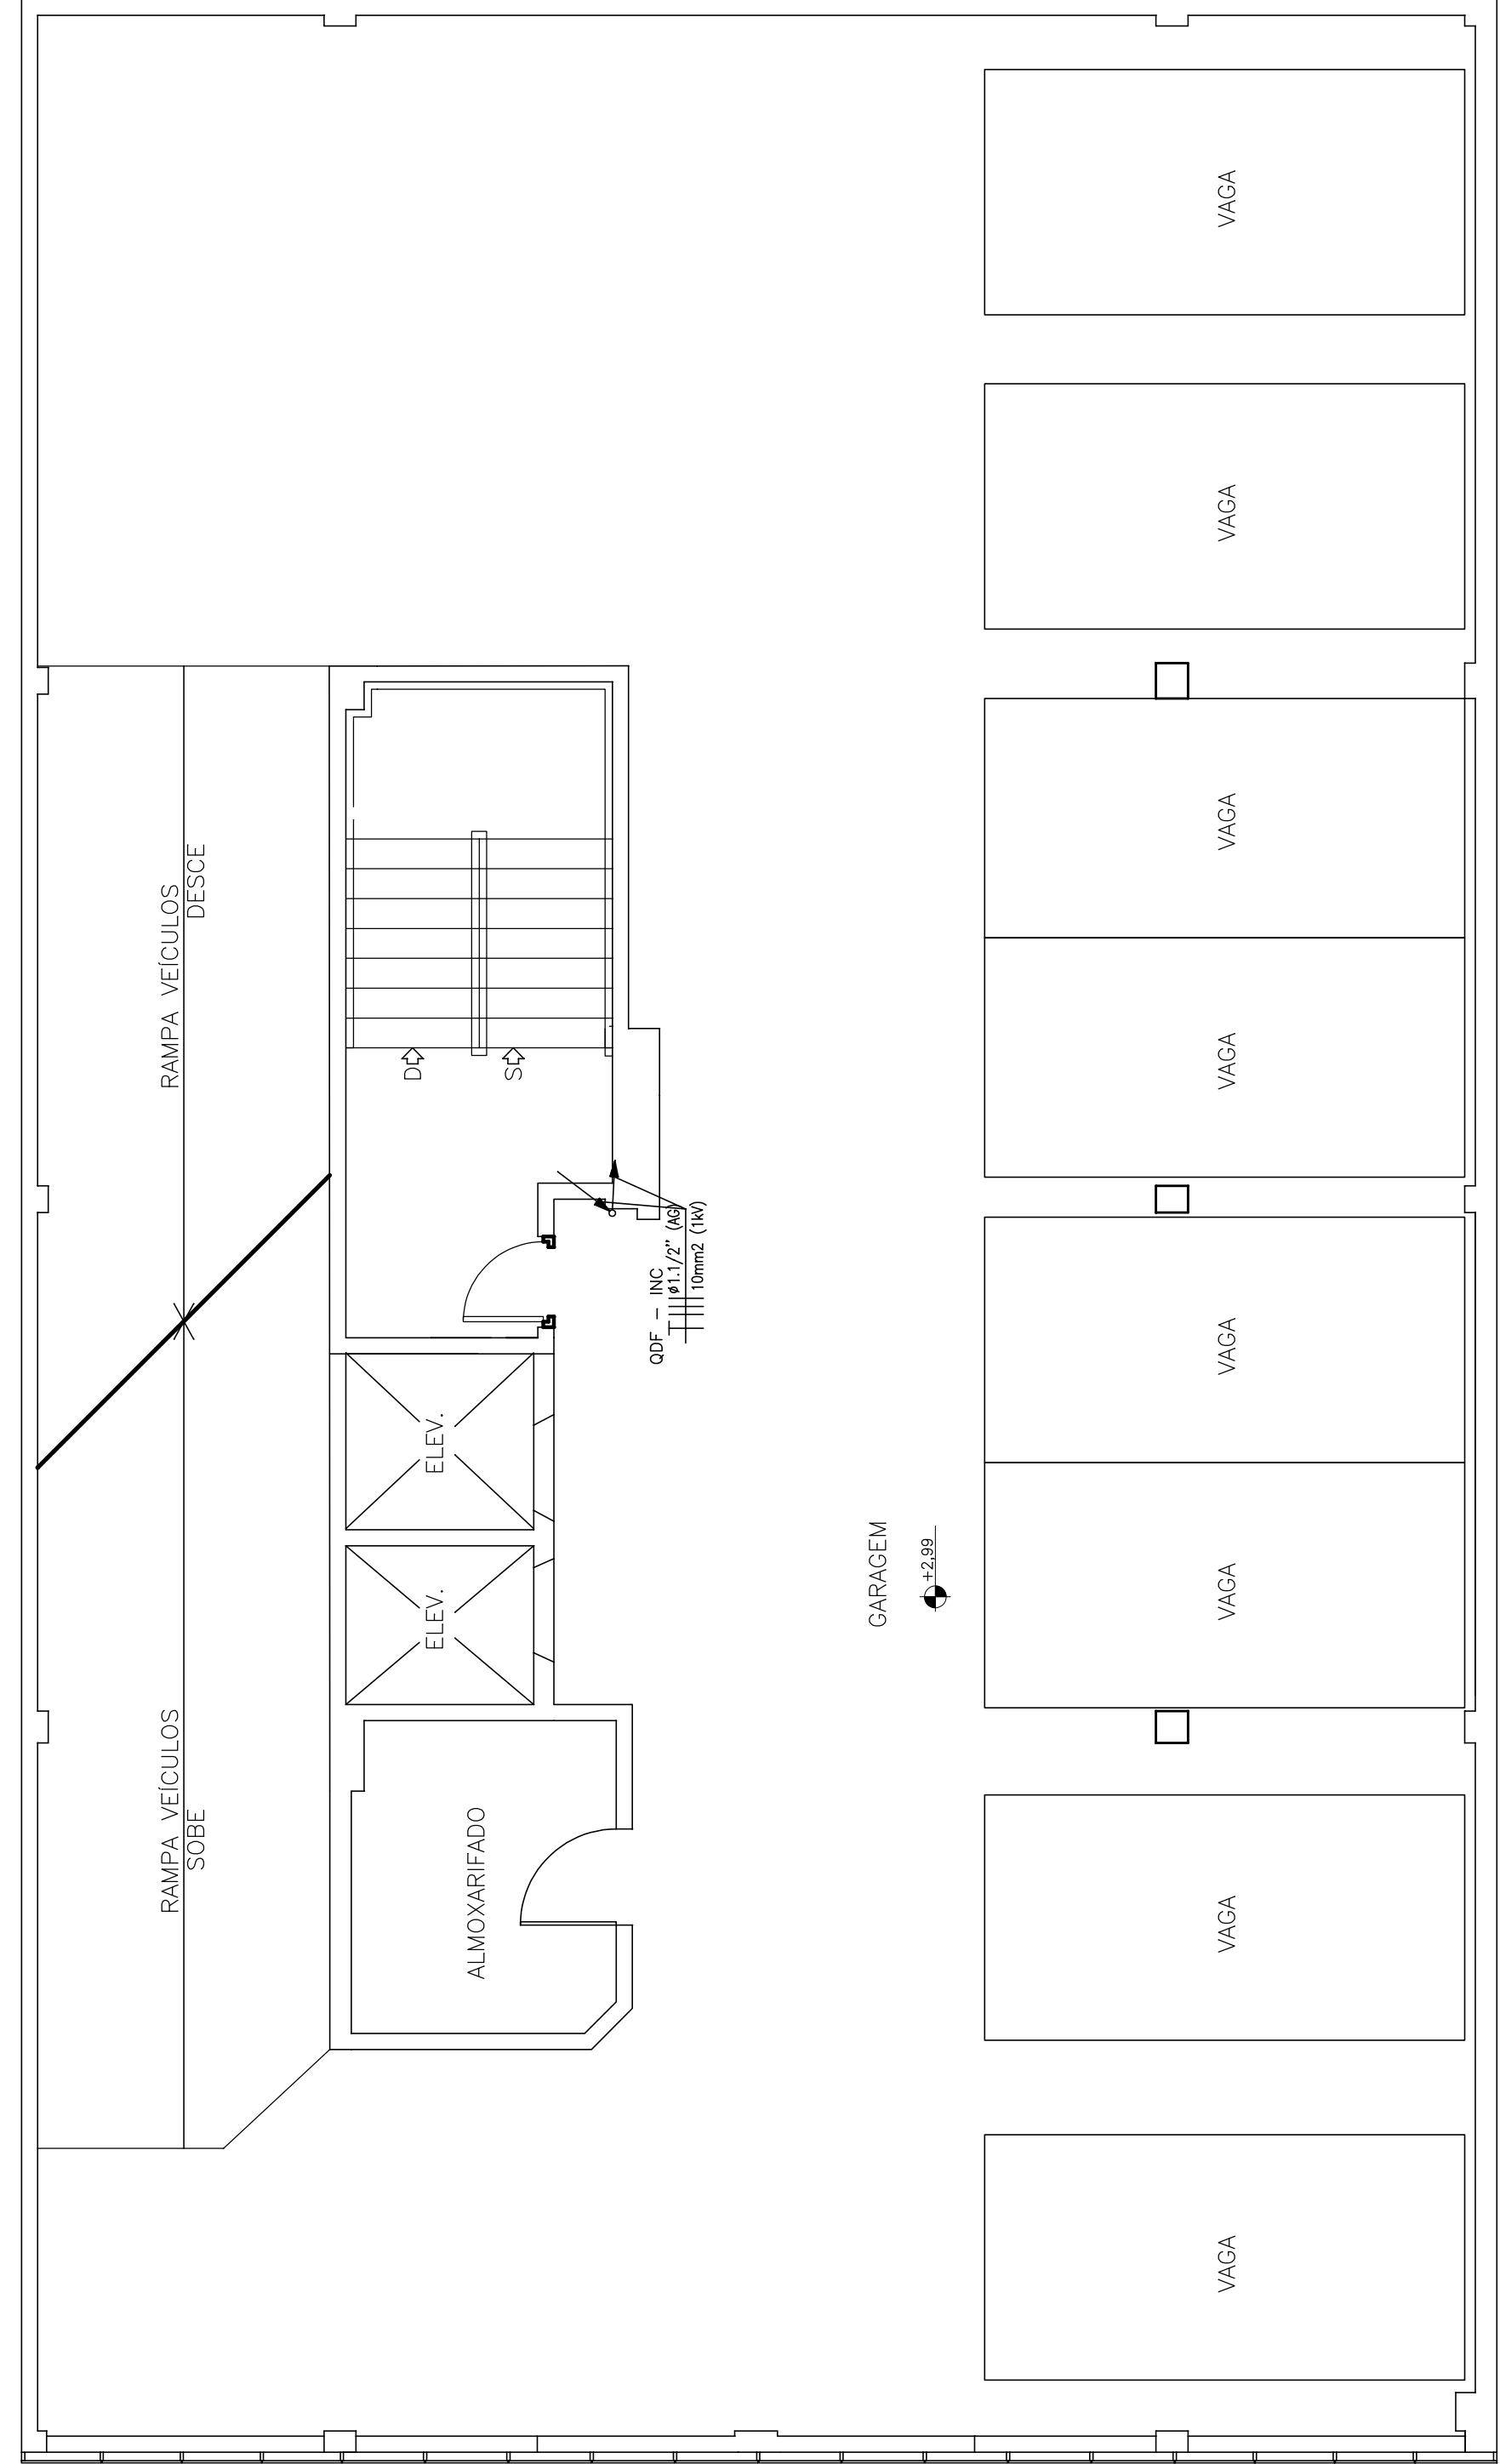 RAMPA VEÍCULOS
DESCE
RAMPA VEÍCULOS
SOBE
D
S
ELEV.
ELEV.
ALMOXARIFADO
QDF - INC
ø1.1/2" (AG)
10mm2 (1kV)
GARAGEM
+2,99
VAGA
VAGA
VAGA
VAGA
VAGA
VAGA
VAGA
VAGA